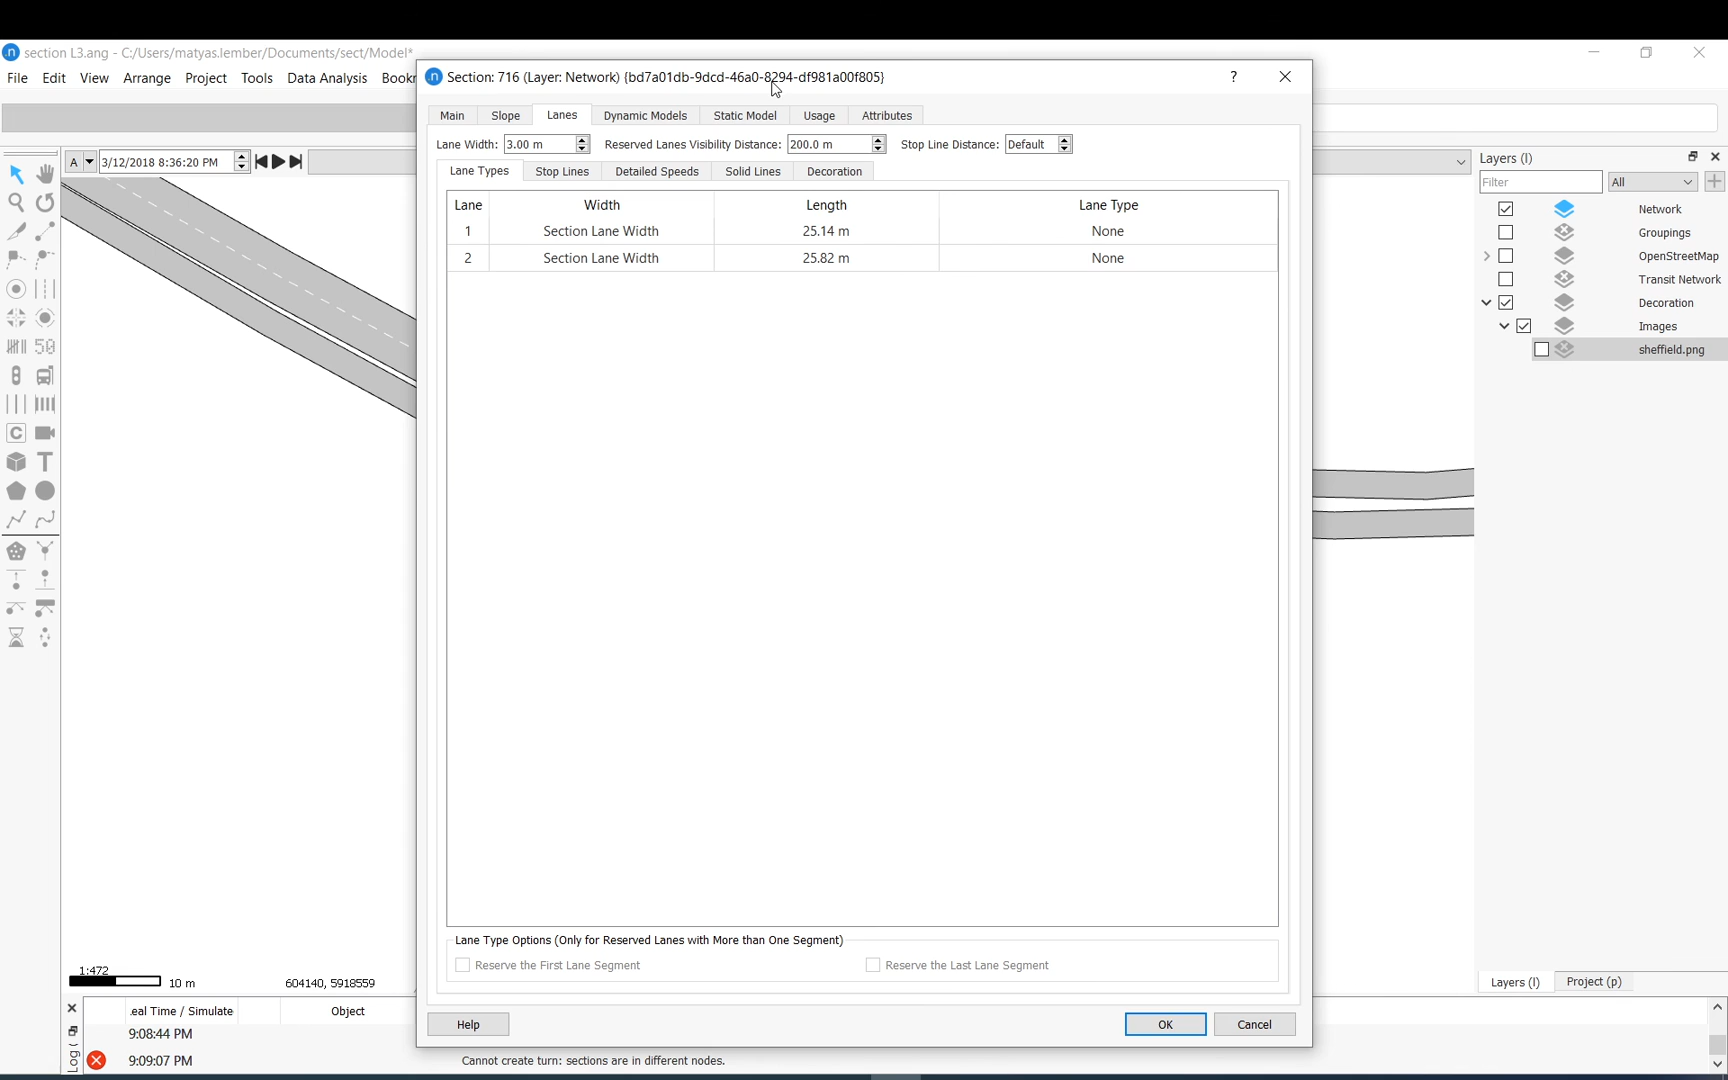 section L3.ang - C:/Users/matyas.lember/Documents/sect/Model*
File Edit View Arrange Project Tools Data Analysis
Section: 716 (Layer: Network) {bd7a01db-9dcd-46a0-8294-df981a00f805}
?
Main Slope Lanes Dynamic Models Static Model Usage Attributes
Lane Width: 3.00 m Reserved Lanes Visibility Distance: 200.0 m Stop Line Distance: Default
A 3/12/2018 8:36:20 PM
Lane Types Stop Lines Detailed Speeds Solid Lines Decoration
Lane Width Length Lane Type
1 Section Lane Width 25.14 m None
2 Section Lane Width 25.82 m None
Lane Type Options (Only for Reserved Lanes with More than One Segment)
Reserve the First Lane Segment Reserve the Last Lane Segment
Help OK Cancel
Layers (l)
Filter All
Network
Groupings
OpenStreetMap
Transit Network
Decoration
Images
sheffield.png
Layers (l) Project (p)
50
C
T
1:472
10 m 604140, 5918559
.eal Time / Simulate Object
9:08:44 PM
9:09:07 PM Cannot create turn: sections are in different nodes.
Log (